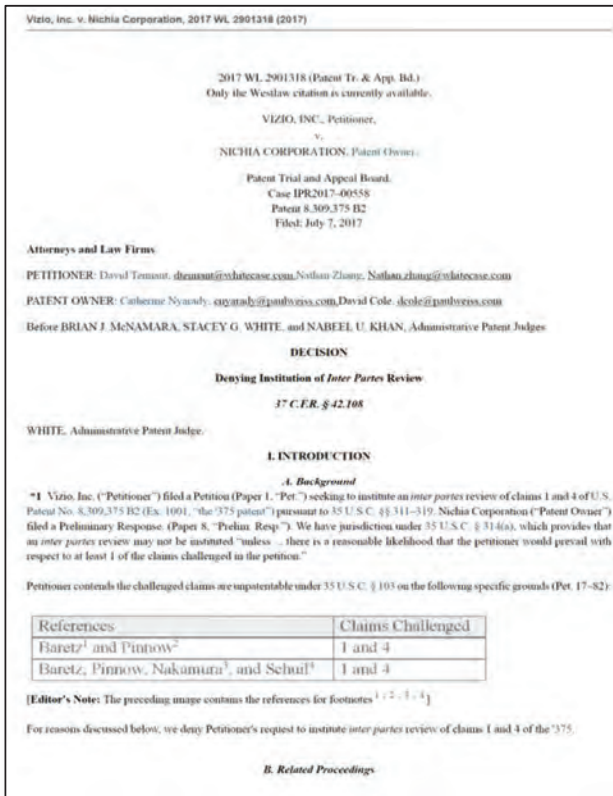 Vizio, Inc. v. Nichia Corporation, 2017 WL 2901318 (2017)
2017 WL 2901318 (Patent Tr. & App. Bd.)
Only the Westlaw citation is currently available.
VIZIO, INC., Petitioner,
v.
NICHIA CORPORATION, Patent Owner.
Patent Trial and Appeal Board.
Case IPR2017–00558
Patent 8,309,375 B2
Filed: July 7, 2017
Attorneys and Law Firms
PETITIONER: David Tennant, dtennant@whitecase.com,Nathan Zhang, Nathan.zhang@whitecase.com
PATENT OWNER: Catherine Nyarady, cnyarady@paulweiss.com,David Cole, dcole@paulweiss.com
Before BRIAN J. McNAMARA, STACEY G. WHITE, and NABEEL U. KHAN, Administrative Patent Judges.
DECISION
Denying Institution of Inter Partes Review
37 C.F.R. § 42.108
WHITE, Administrative Patent Judge.
I. INTRODUCTION
A. Background
*1 Vizio, Inc. (“Petitioner”) filed a Petition (Paper 1, “Pet.”) seeking to institute an inter partes review of claims 1 and 4 of U.S.
Patent No. 8,309,375 B2 (Ex. 1001, “the ’375 patent”) pursuant to 35 U.S.C. §§ 311–319. Nichia Corporation (“Patent Owner”)
filed a Preliminary Response. (Paper 8, “Prelim. Resp.”). We have jurisdiction under 35 U.S.C. § 314(a), which provides that
an inter partes review may not be instituted “unless ... there is a reasonable likelihood that the petitioner would prevail with
respect to at least 1 of the claims challenged in the petition.”
Petitioner contends the challenged claims are unpatentable under 35 U.S.C. § 103 on the following specific grounds (Pet. 17–82):
References Claims Challenged
Baretz1 and Pinnow2 1 and 4
Baretz, Pinnow, Nakamura3, and Schuil4 1 and 4
[Editor's Note: The preceding image contains the references for footnotes 1 , 2 , 3 , 4 ]
For reasons discussed below, we deny Petitioner's request to institute inter partes review of claims 1 and 4 of the ’375.
B. Related Proceedings